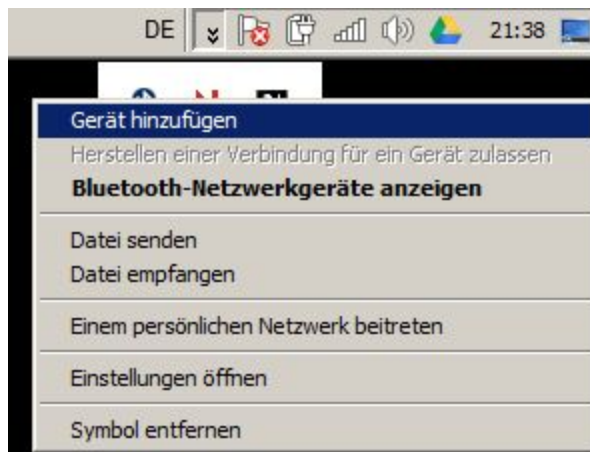 DE
21:38
Gerät hinzufügen
Herstellen einer Verbindung für ein Gerät zulassen
Bluetooth-Netzwerkgeräte anzeigen
Datei senden
Datei empfangen
Einem persönlichen Netzwerk beitreten
Einstellungen öffnen
Symbol entfernen